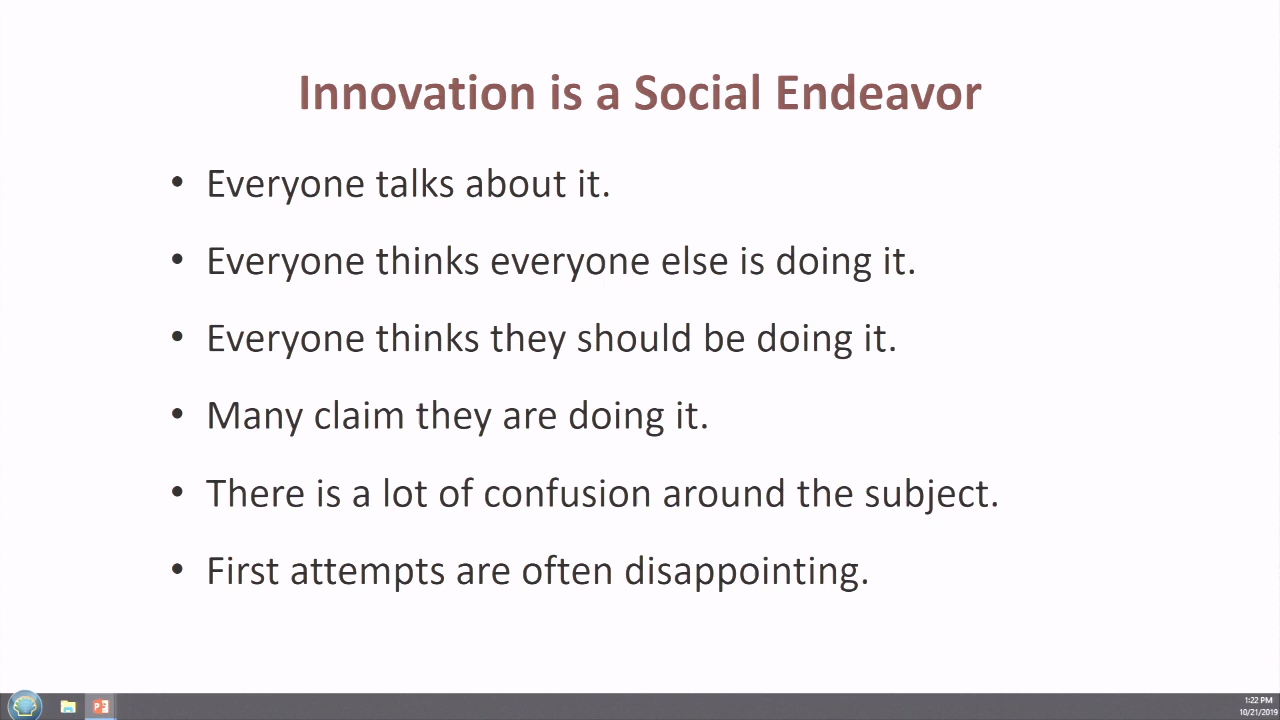 Innovation is a Social Endeavor
• Everyone talks about it.
• Everyone thinks everyone else is doing it.
• Everyone thinks they should be doing it.
• Many claim they are doing it.
• There is a lot of confusion around the subject.
• First attempts are often disappointing.
1:22 PM
10/21/2019